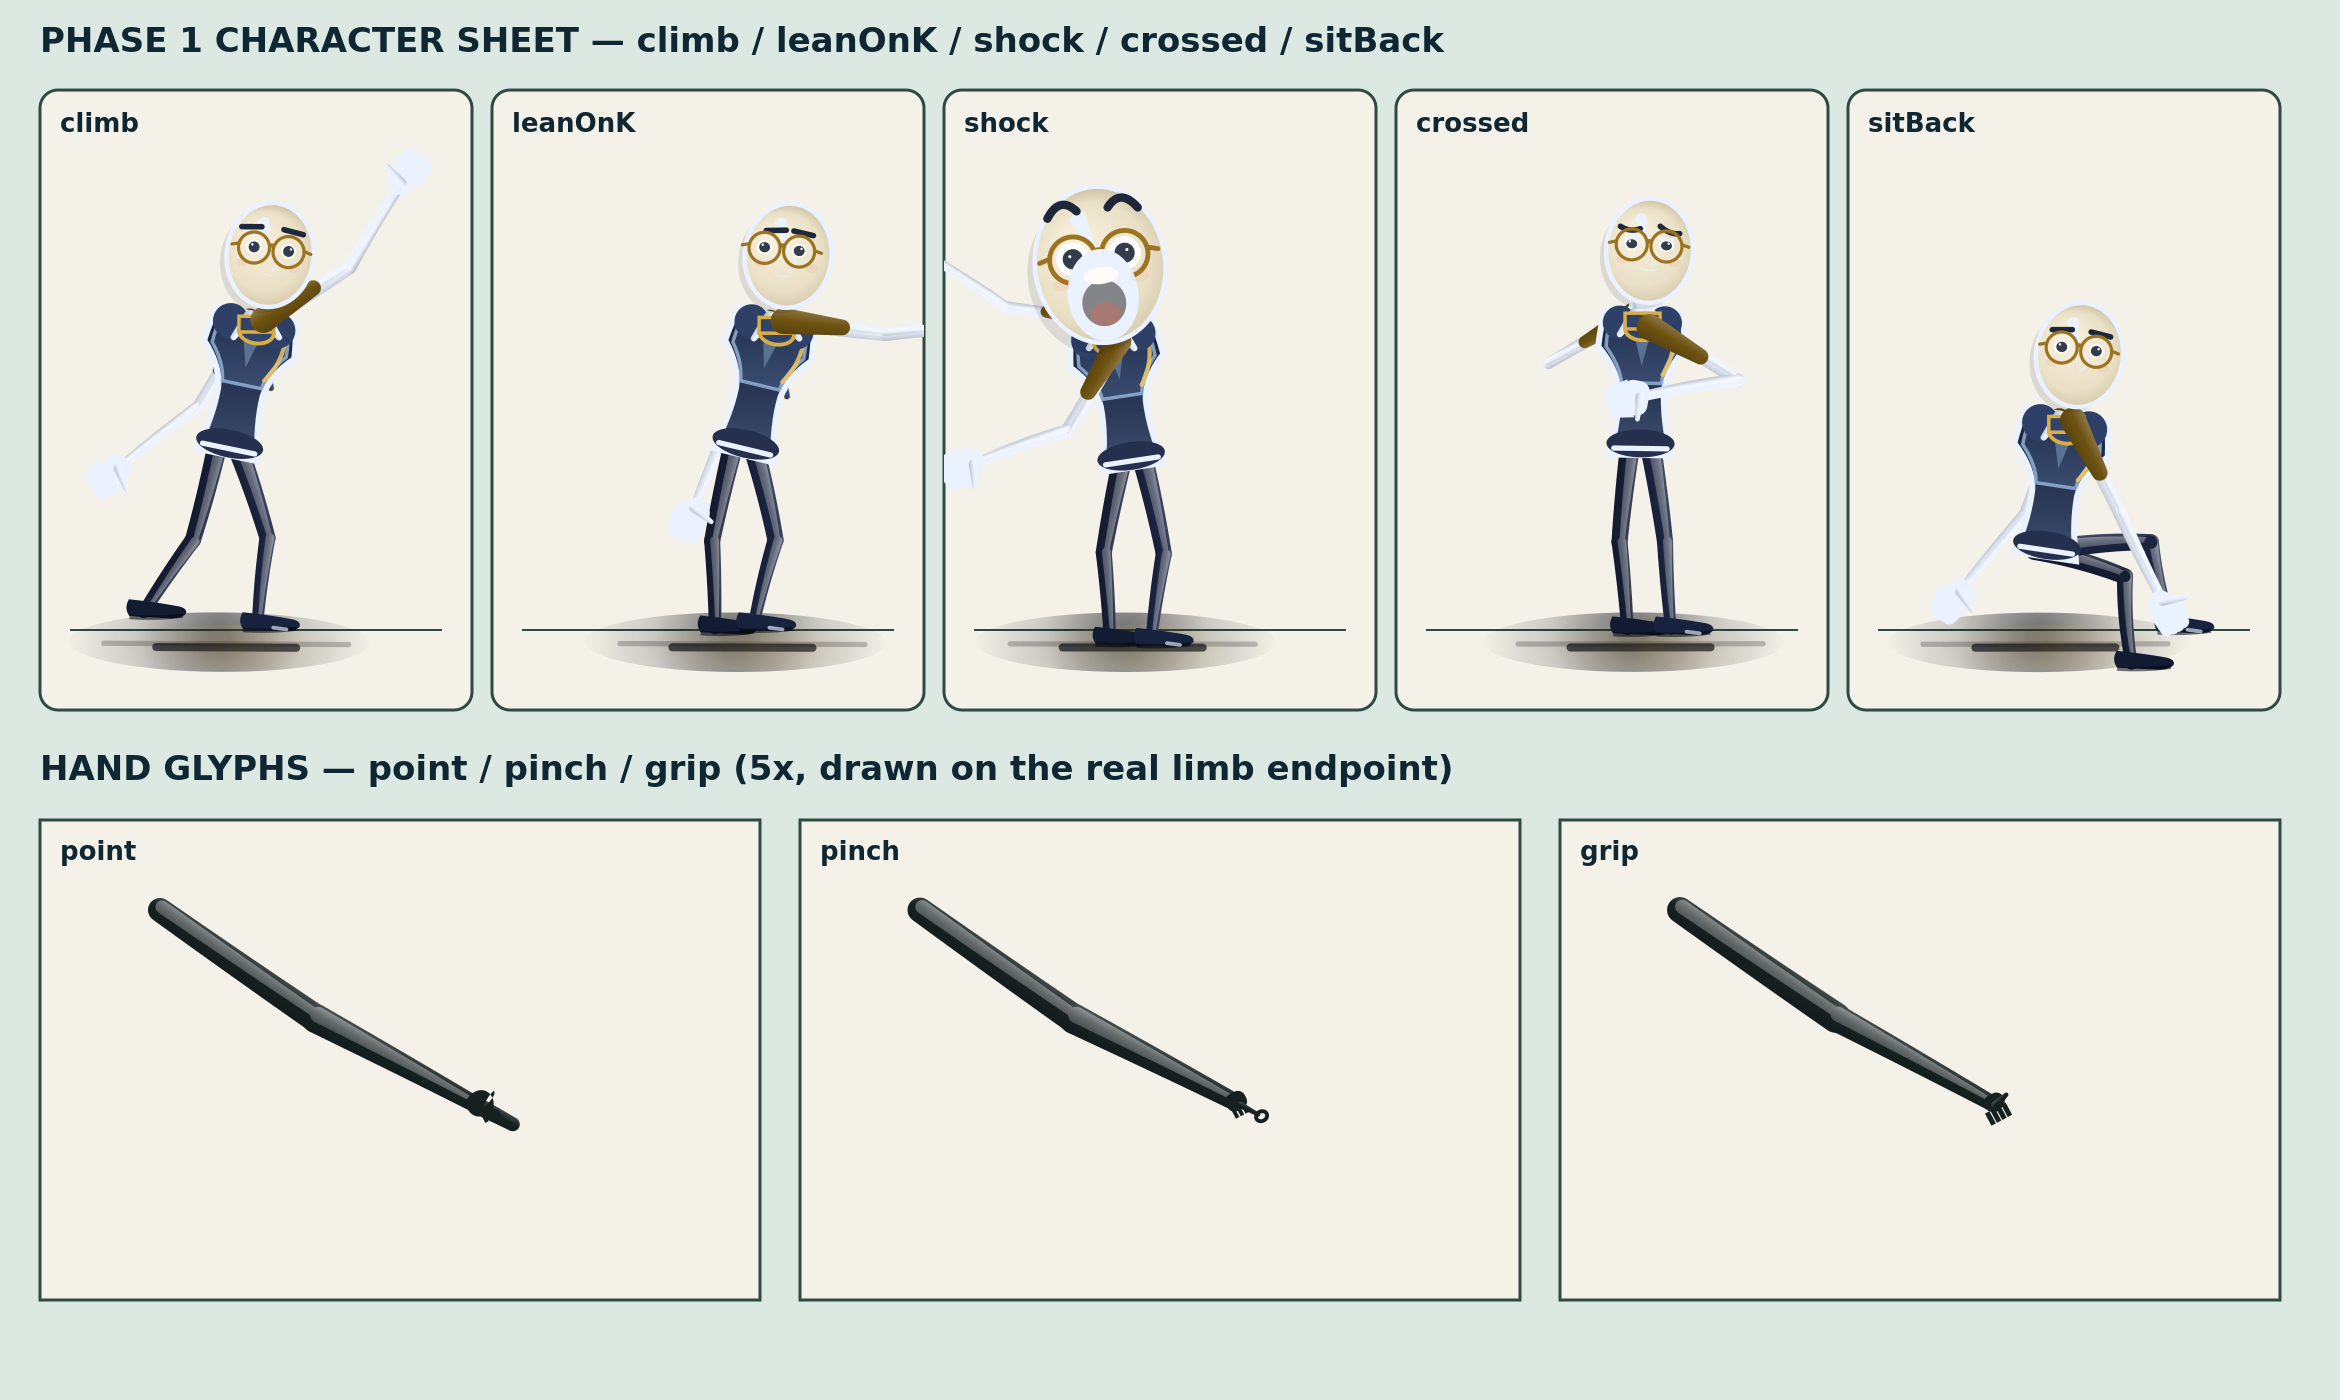 PHASE 1 CHARACTER SHEET — climb / leanOnK / shock / crossed / sitBack
climb
leanOnK
shock
crossed
sitBack
HAND GLYPHS — point / pinch / grip (5x, drawn on the real limb endpoint)
point
pinch
grip